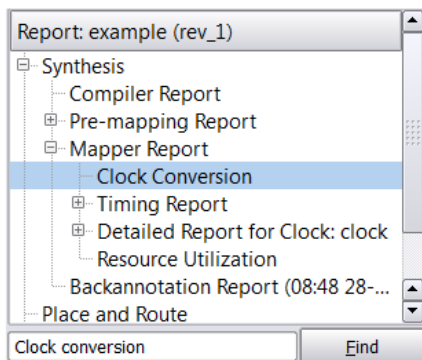 Report: example (rev_1)
Synthesis
Compiler Report
Pre-mapping Report
Mapper Report
Clock Conversion
Timing Report
Detailed Report for Clock: clock
Resource Utilization
Backannotation Report (08:48 28-...
Place and Route
Clock conversion Find